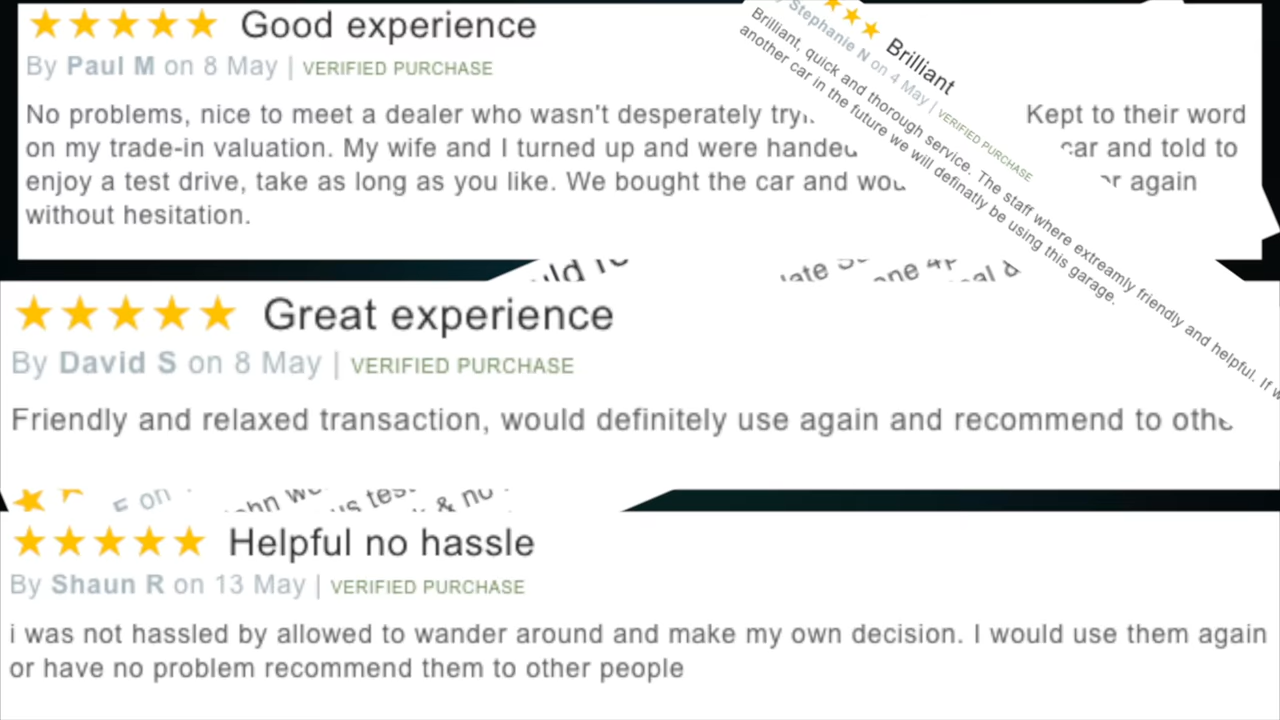 Good experience
By Paul M on 8 May | VERIFIED PURCHASE
No problems, nice to meet a dealer who wasn't desperately Kept to their word
on my trade-in valuation. My wife and I turned up and were handed car and told to
enjoy a test drive, take as long as you like. We bought the car and again
without hesitation.
Brilliant
Stephanie N on 4 May | VERIFIED PURCHASE
Brilliant, quick and thorough service. The staff where extreamly friendly and helpful. If
another car in the future we will definatly be using this garage.
Great experience
By David S on 8 May | VERIFIED PURCHASE
Friendly and relaxed transaction, would definitely use again and recommend to
Helpful no hassle
By Shaun R on 13 May | VERIFIED PURCHASE
i was not hassled by allowed to wander around and make my own decision. I would use them again
or have no problem recommend them to other people